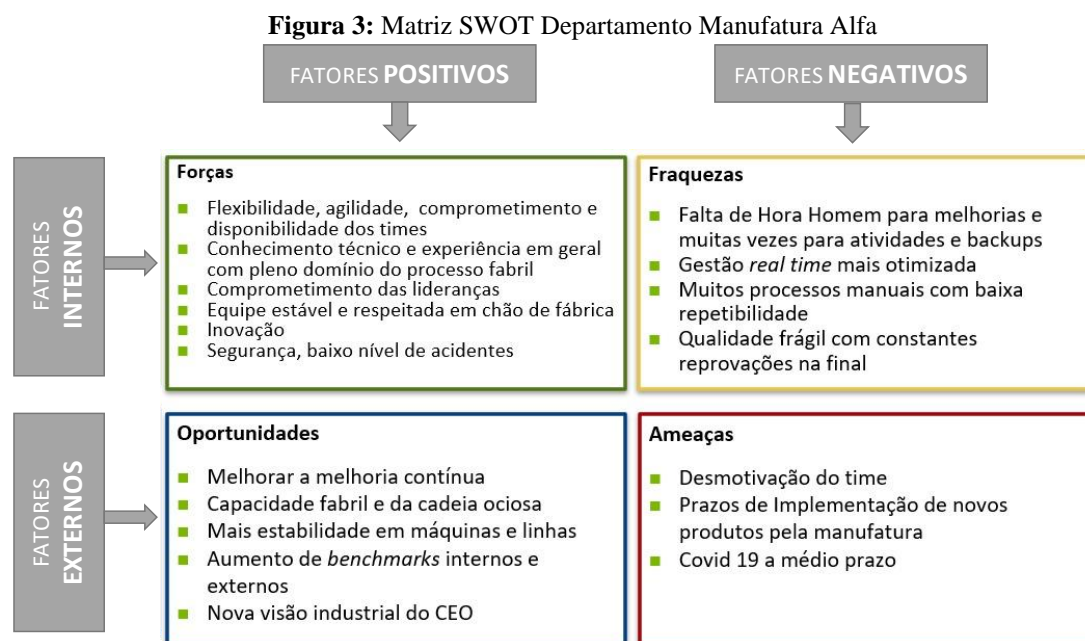 Figura 3: Matriz SWOT Departamento Manufatura Alfa
FATORES POSITIVOS
FATORES NEGATIVOS
FATORES
INTERNOS
Forças
Flexibilidade, agilidade, comprometimento e
disponibilidade dos times
Conhecimento técnico e experiência em geral
com pleno domínio do processo fabril
Comprometimento das lideranças
Equipe estável e respeitada em chão de fábrica
Inovação
Segurança, baixo nível de acidentes
Fraquezas
Falta de Hora Homem para melhorias e
muitas vezes para atividades e backups
Gestão real time mais otimizada
Muitos processos manuais com baixa
repetibilidade
Qualidade frágil com constantes
reprovações na final
FATORES
EXTERNOS
Oportunidades
Melhorar a melhoria contínua
Capacidade fabril e da cadeia ociosa
Mais estabilidade em máquinas e linhas
Aumento de benchmarks internos e
externos
Nova visão industrial do CEO
Ameaças
Desmotivação do time
Prazos de Implementação de novos
produtos pela manufatura
Covid 19 a médio prazo